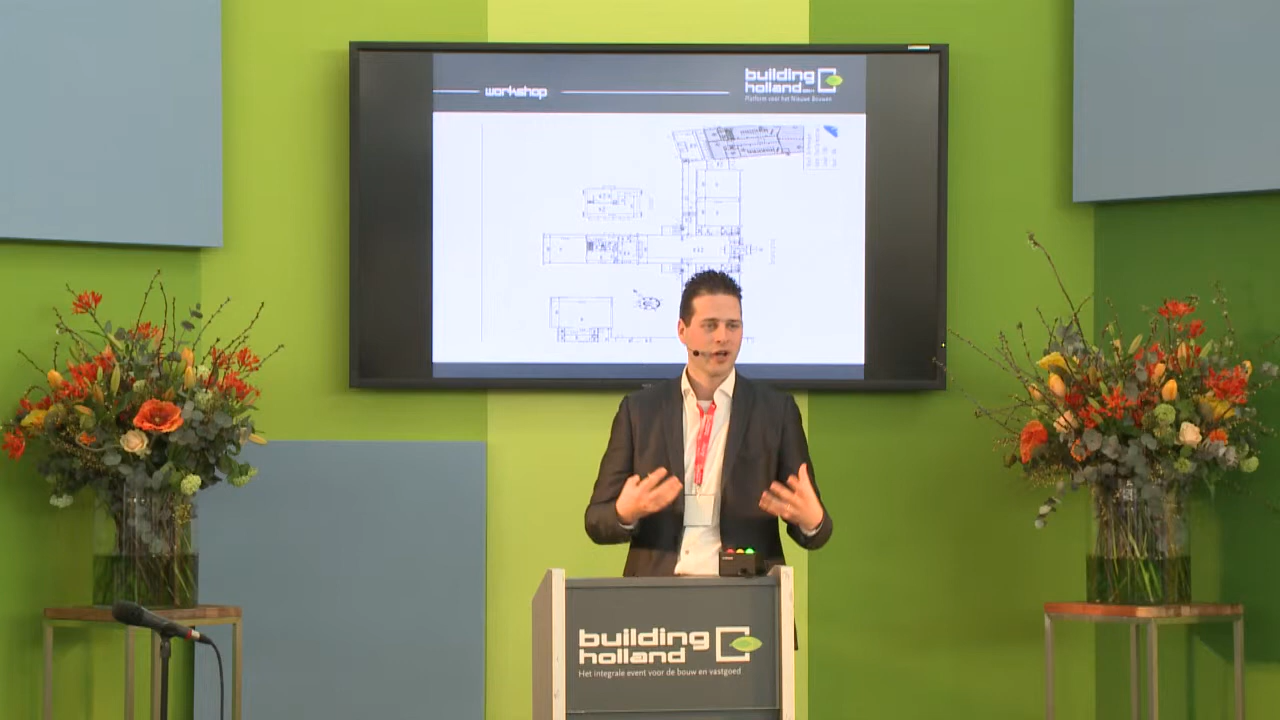 workshop
building
holland
Platform voor het Nieuwe Bouwen
building
holland
Het integrale event voor de bouw en vastgoed